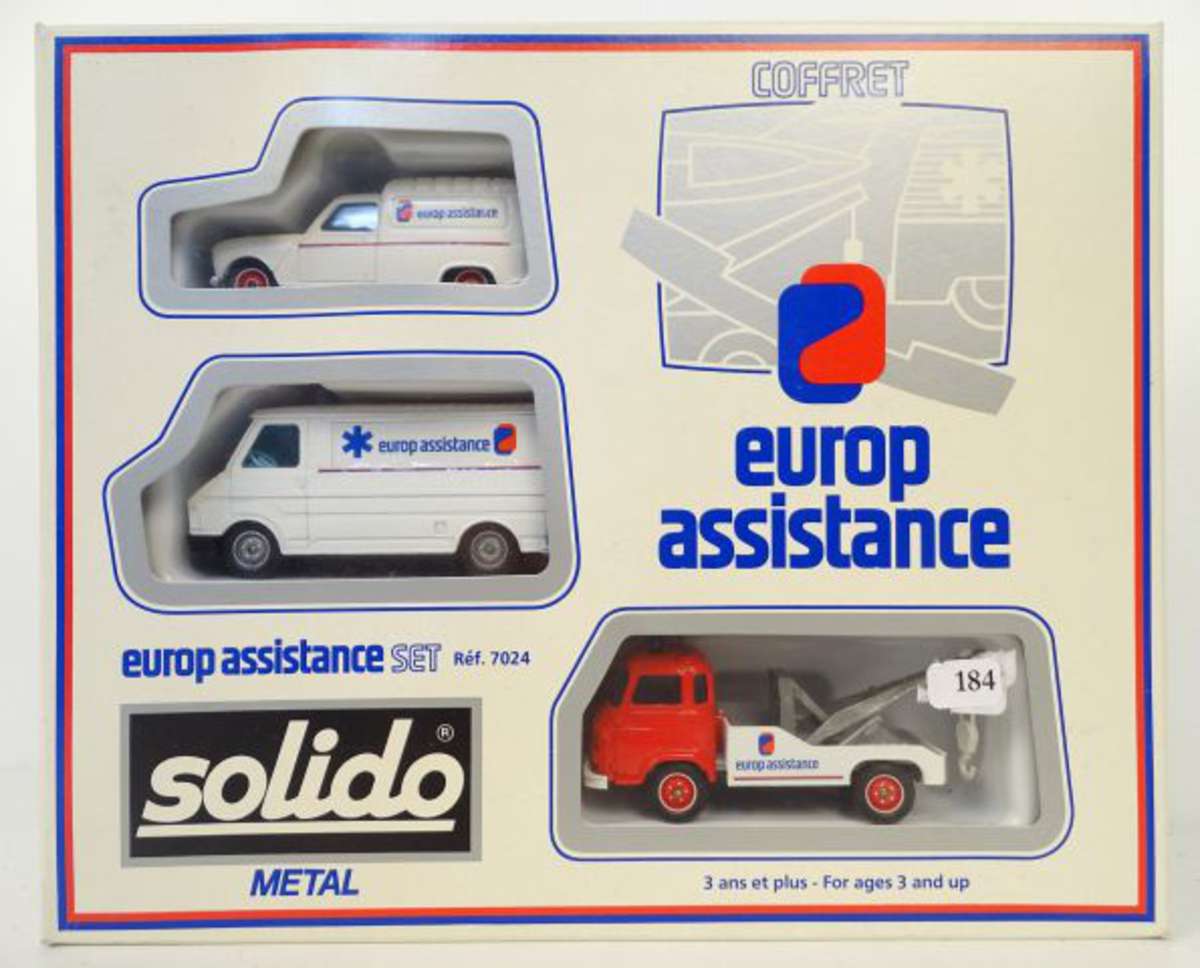 COFFRET
europ assistance
europ assistance
europ
assistance
europ assistance SET Réf. 7024
solido ®
METAL
184
europ assistance
3 ans et plus - For ages 3 and up